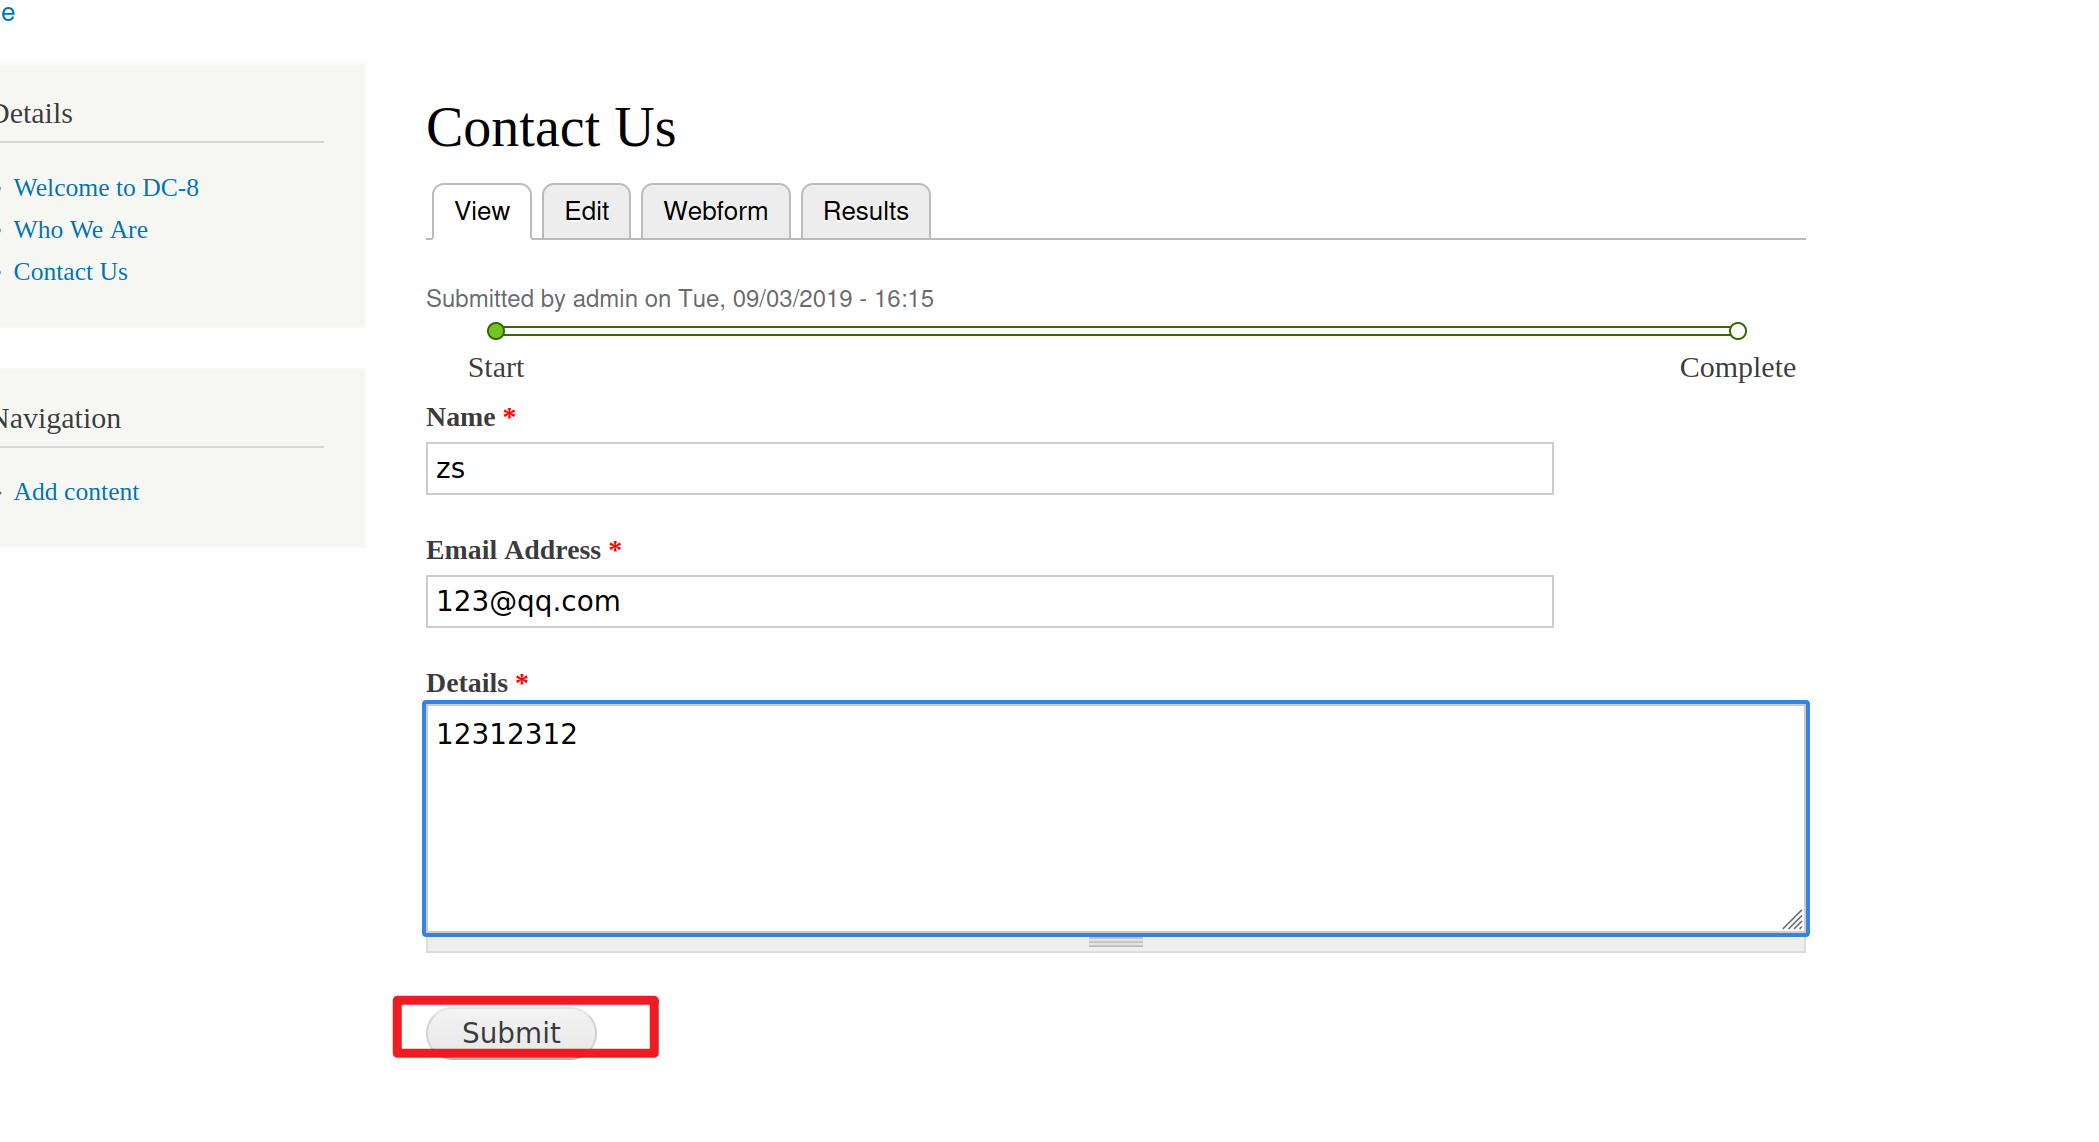 e
Details
Welcome to DC-8
Who We Are
Contact Us
Navigation
Add content
Contact Us
View Edit Webform Results
Submitted by admin on Tue, 09/03/2019 - 16:15
Start Complete
Name *
zs
Email Address *
123@qq.com
Details *
12312312
Submit